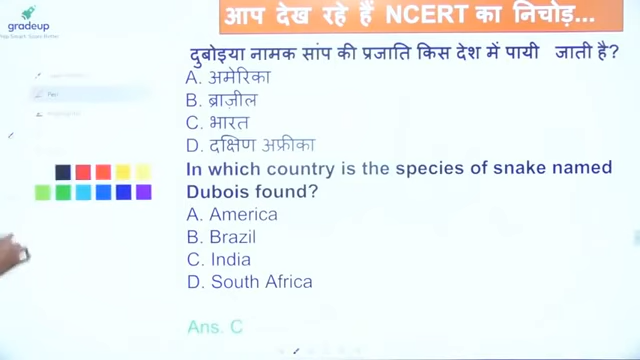 आप देख रहे हैं NCERT का निचोड़...
gradeup
दुबोइया नामक सांप की प्रजाति किस देश में पायी जाती है?
A. अमेरिका
B. ब्राज़ील
C. भारत
D. दक्षिण अफ्रीका
Pen
In which country is the species of snake named
Dubois found?
A. America
B. Brazil
C. India
D. South Africa
Ans. C